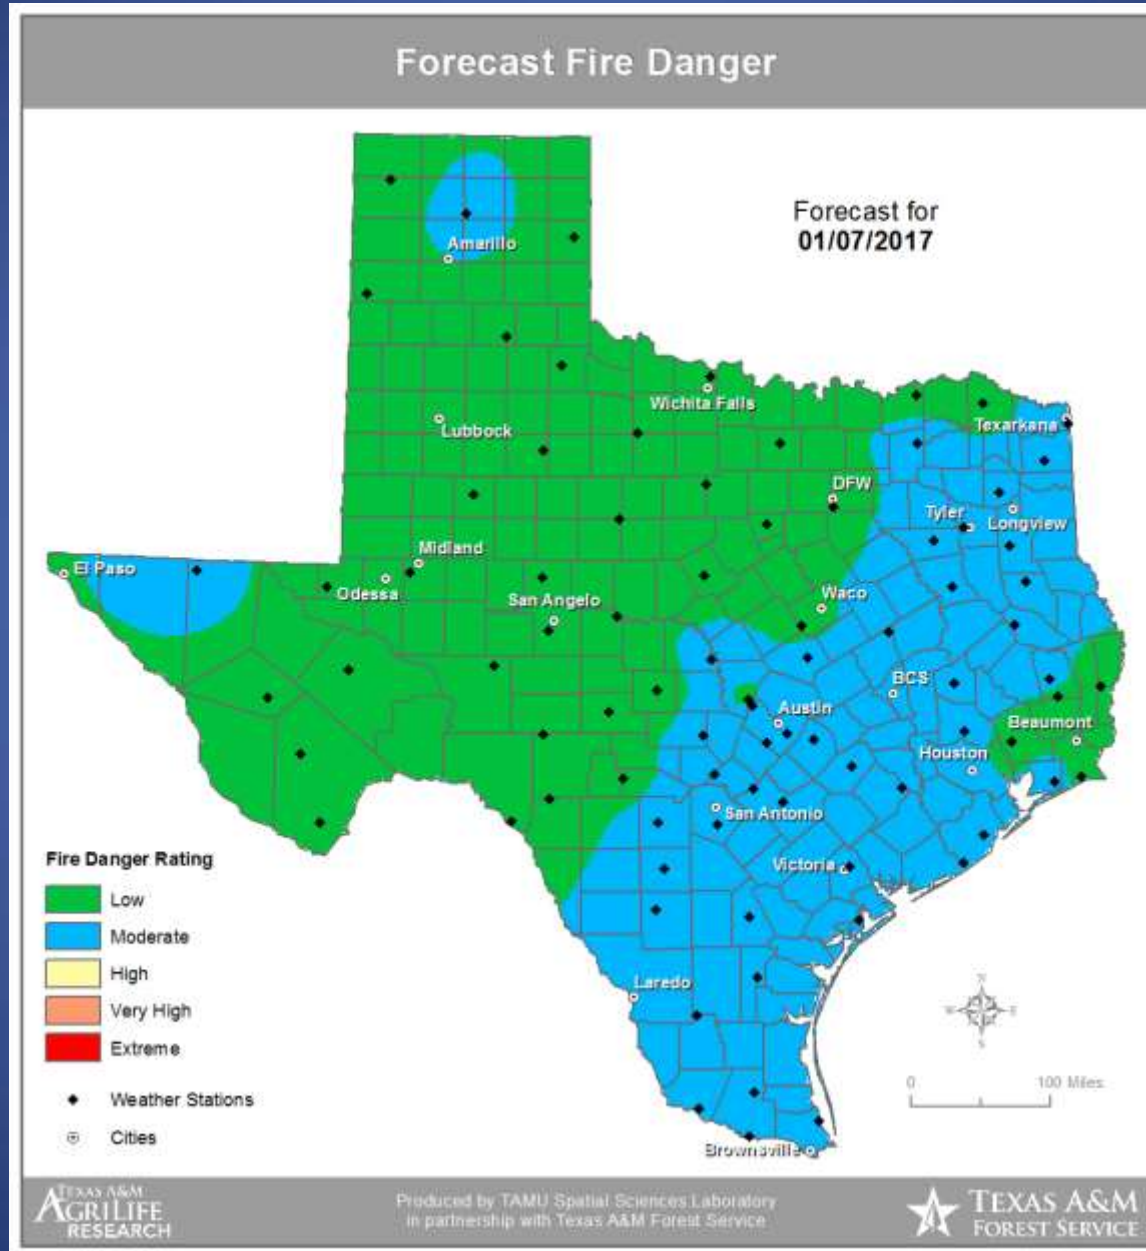 Forecast Fire Danger
Forecast for
01/07/2017
Amarillo
Wichita Falls
Lubbock
Texarkana
DFW
Tyler
Longview
Midland
El Paso
Odessa
San Angelo
Waco
BCS
Austin
Beaumont
Houston
San Antonio
Victoria
Laredo
Brownsville
Fire Danger Rating
Low
Moderate
High
Very High
Extreme
Weather Stations
Cities
N
W E
S
0 100 Miles
TEXAS A&M
AGRILIFE
RESEARCH
Produced by TAMU Spatial Sciences Laboratory
in partnership with Texas A&M Forest Service
TEXAS A&M
FOREST SERVICE